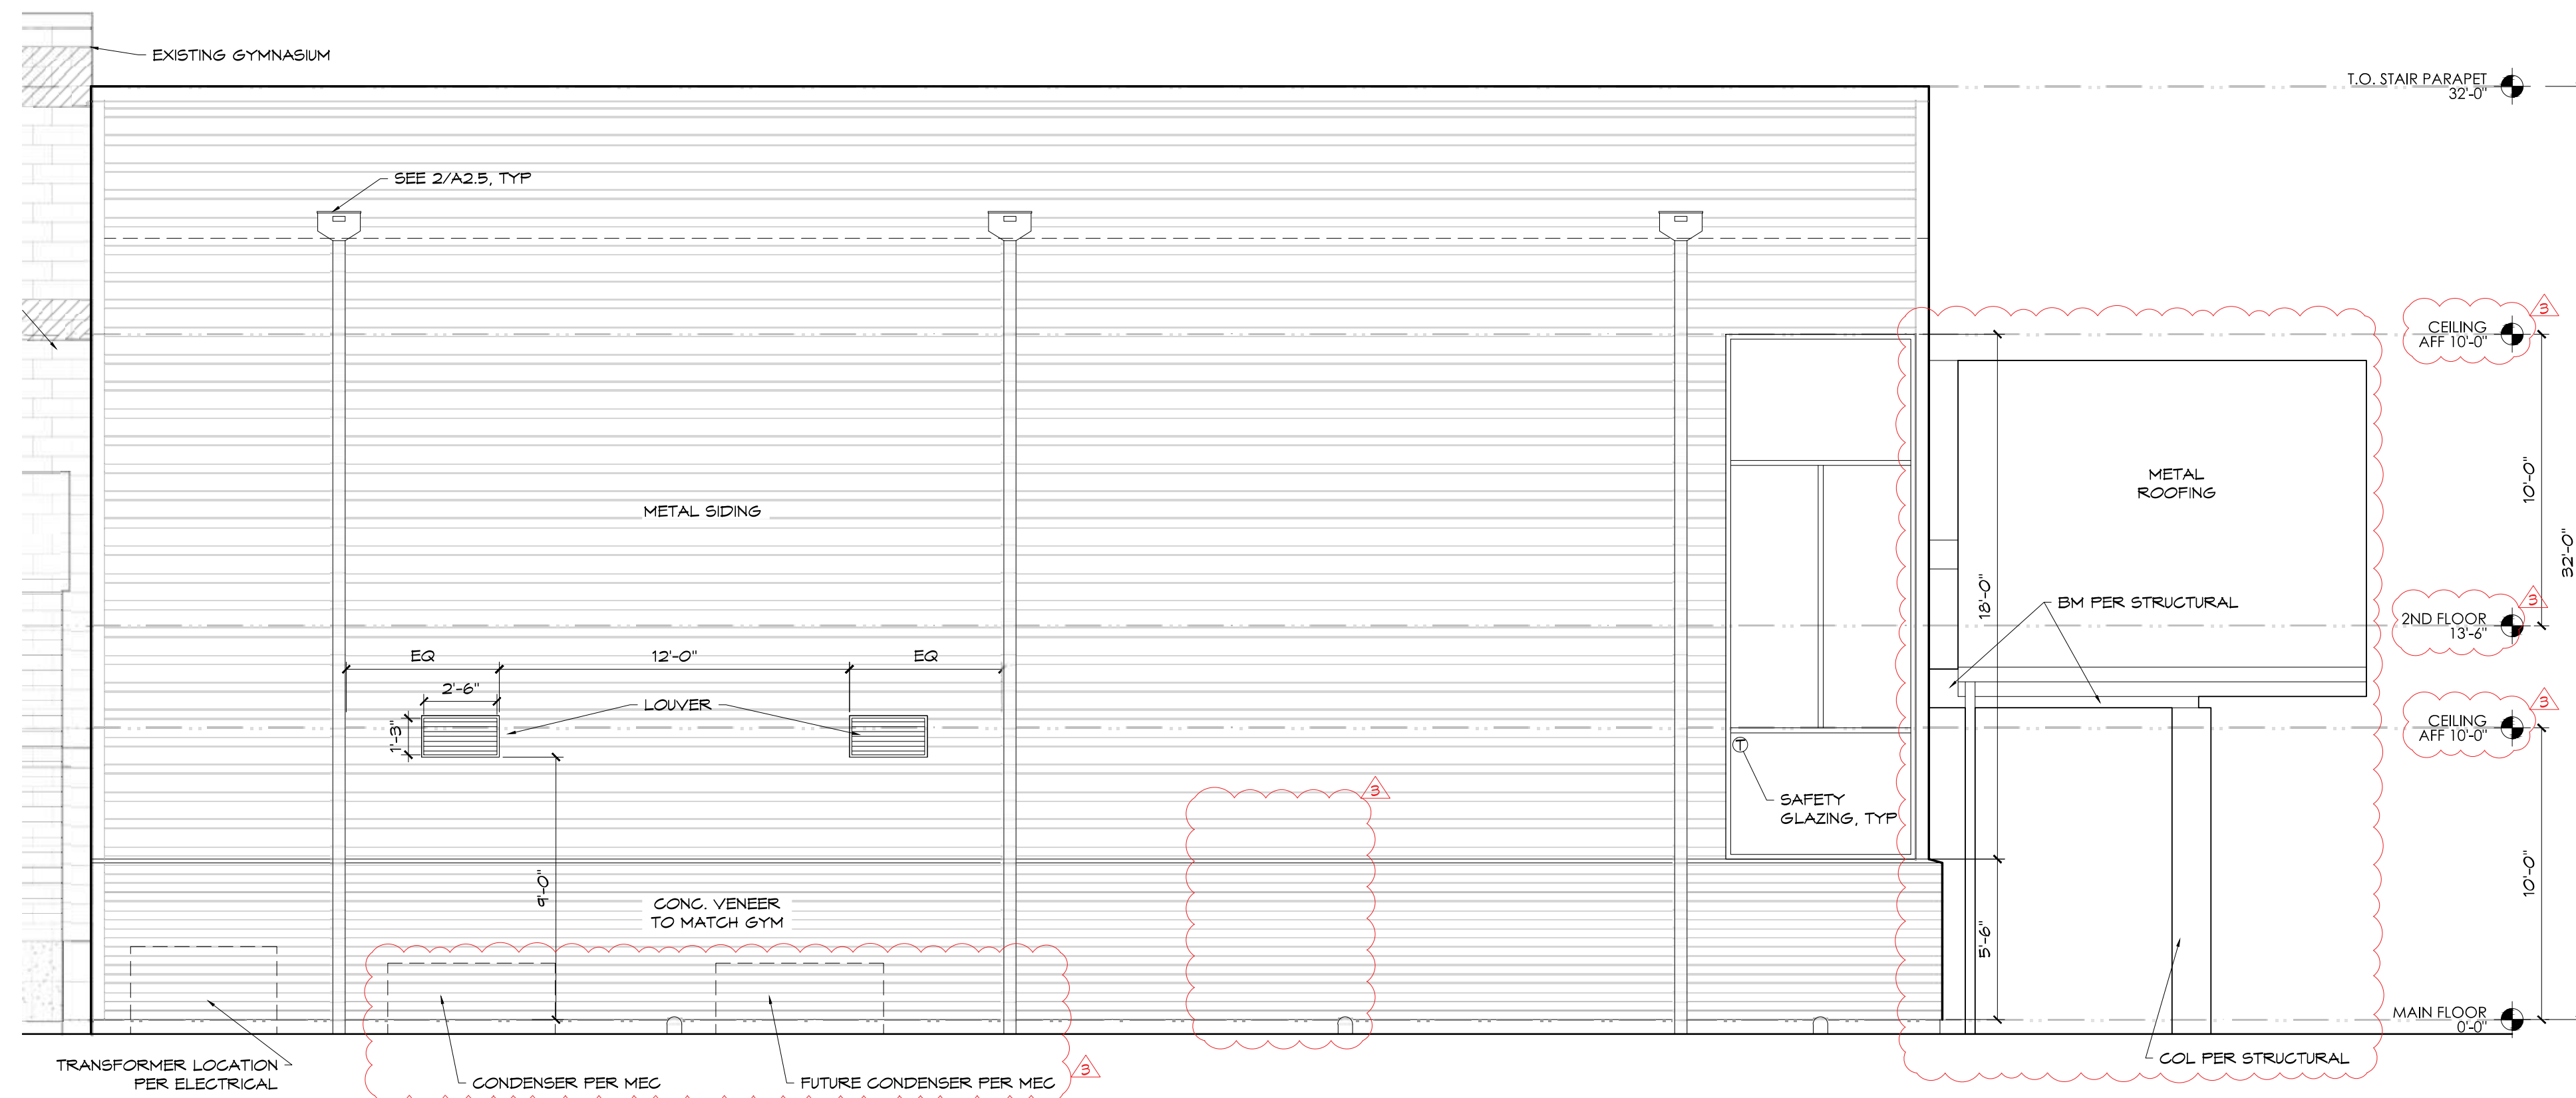 EXISTING GYMNASIUM
T.O. STAIR PARAPET
32'-0"
SEE 2/A2.5, TYP
3
CEILING
AFF 10'-0"
METAL
ROOFING
10'-0"
METAL SIDING
32'-0"
18'-0"
BM PER STRUCTURAL
3
2ND FLOOR
13'-6"
EQ
12'-0"
EQ
2'-6"
LOUVER
1'-3"
3
CEILING
AFF 10'-0"
3
SAFETY
GLAZING, TYP
T
9'-0"
CONC. VENEER
TO MATCH GYM
10'-0"
5'-6"
MAIN FLOOR
0'-0"
TRANSFORMER LOCATION
PER ELECTRICAL
CONDENSER PER MEC
FUTURE CONDENSER PER MEC
3
COL PER STRUCTURAL